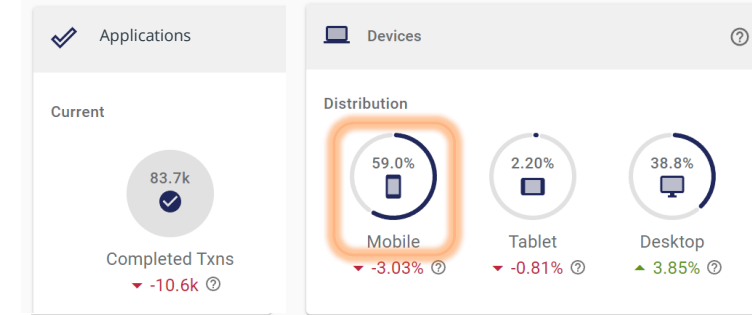 Applications
Current
83.7k
Completed Txns
-10.6k
Devices
Distribution
59.0%
Mobile
-3.03%
2.20%
Tablet
-0.81%
38.8%
Desktop
3.85%